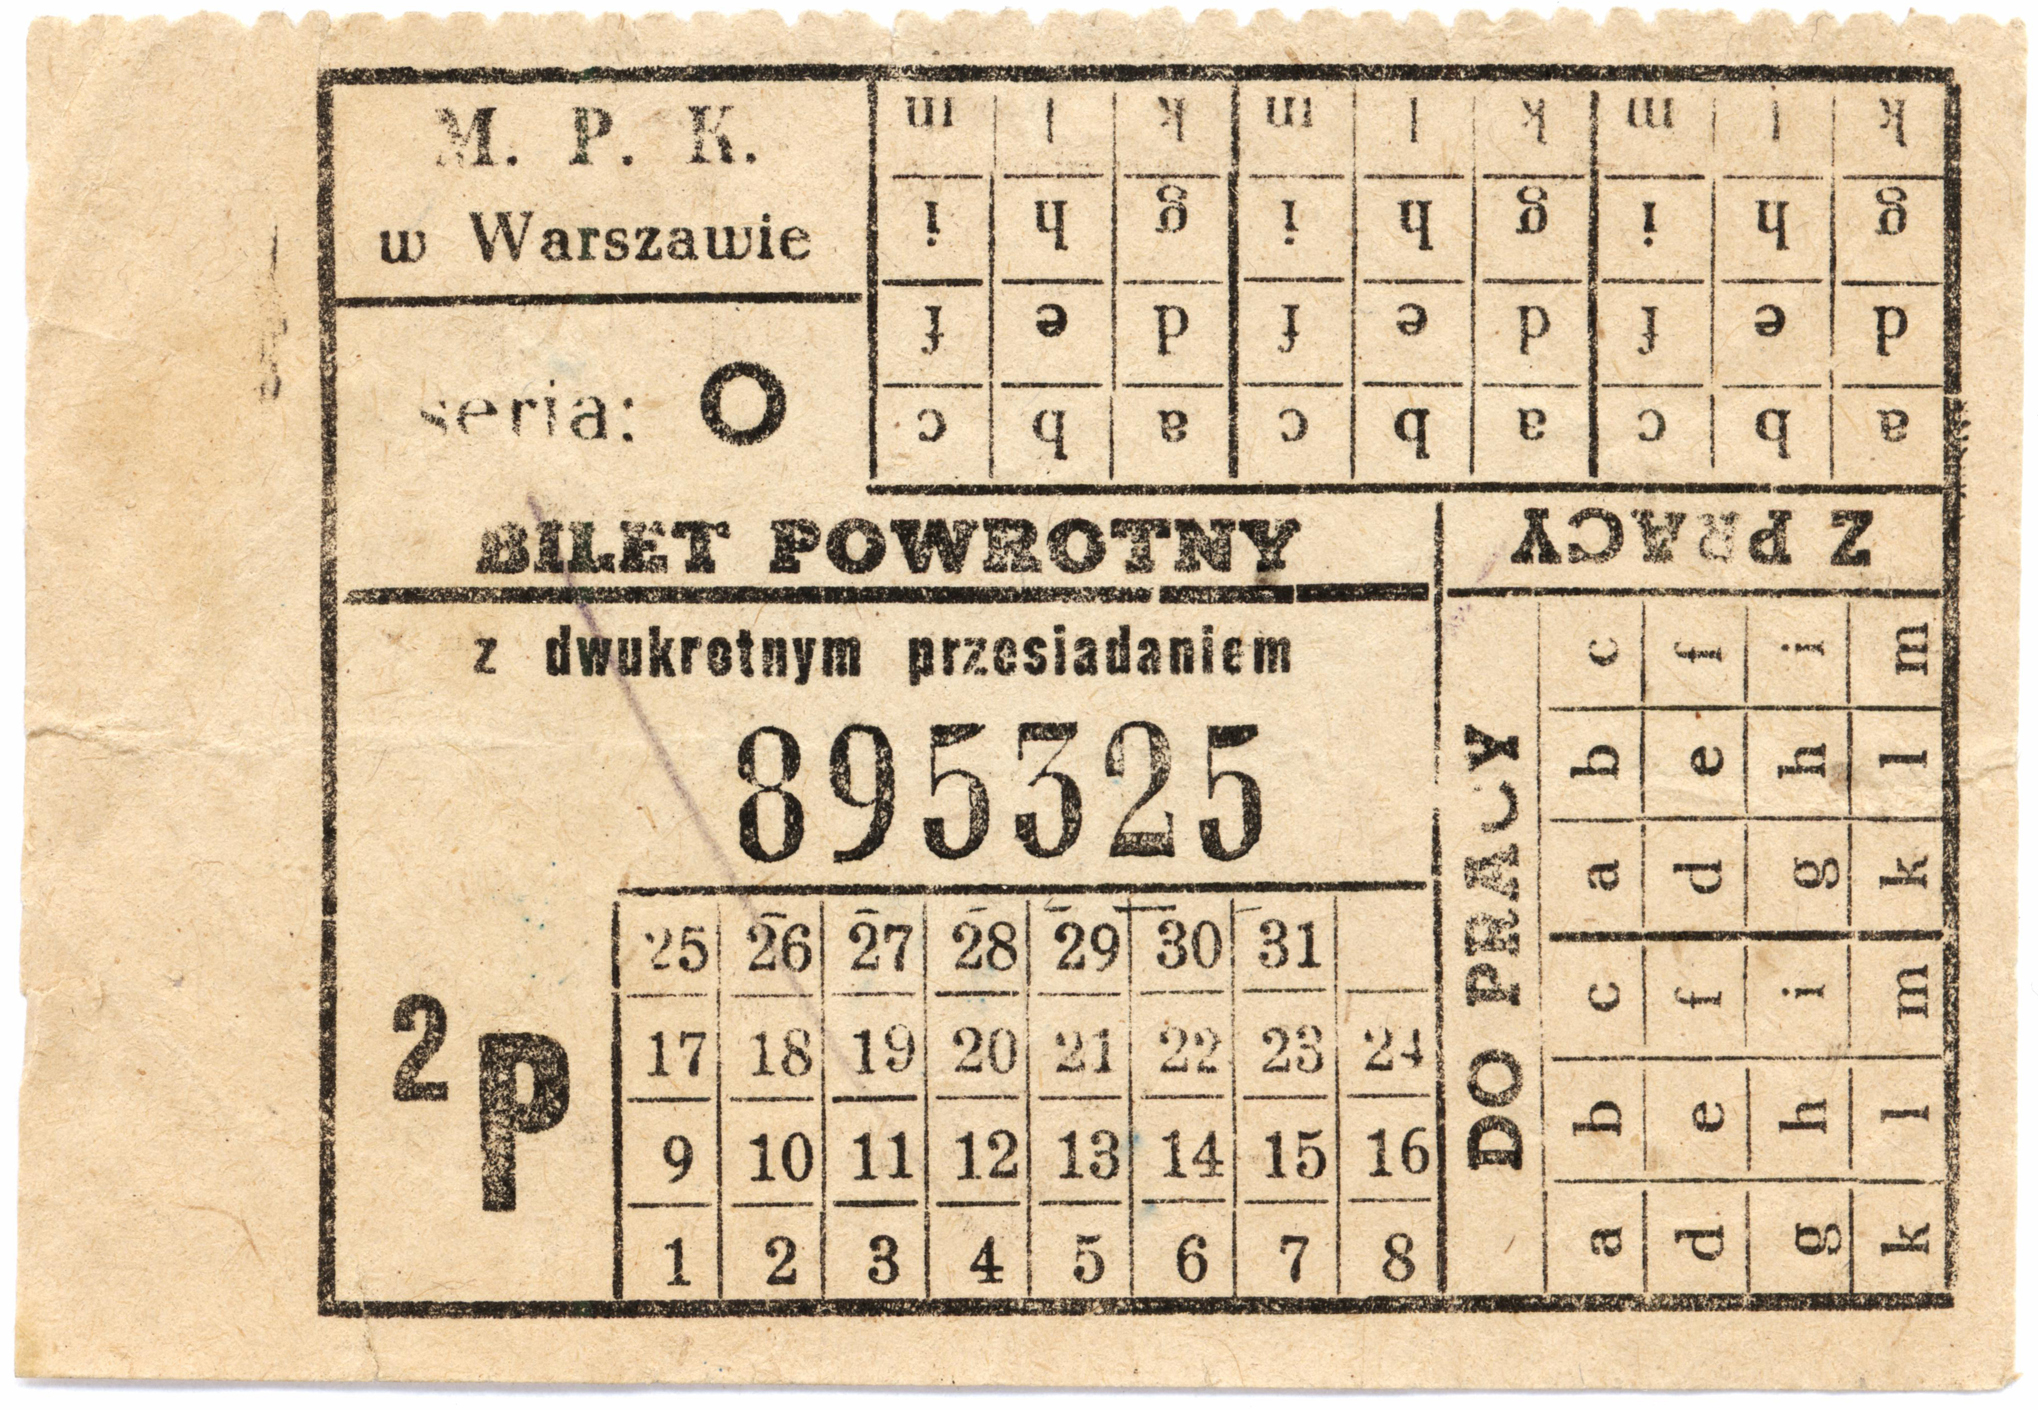 M. P. K.
w Warszawie
seria: O
m l k m l k m l k
i h g i h g i h g
f e d f e d f e d
c b a c b a c b a
BILET POWROTNY
Z PRACY
z dwukrotnym przesiadaniem
895325
2 P
25 26 27 28 29 30 31
17 18 19 20 21 22 23 24
9 10 11 12 13 14 15 16
1 2 3 4 5 6 7 8
DO PRACY
a b c a b c
d e f d e f
g h i g h i
k l m k l m